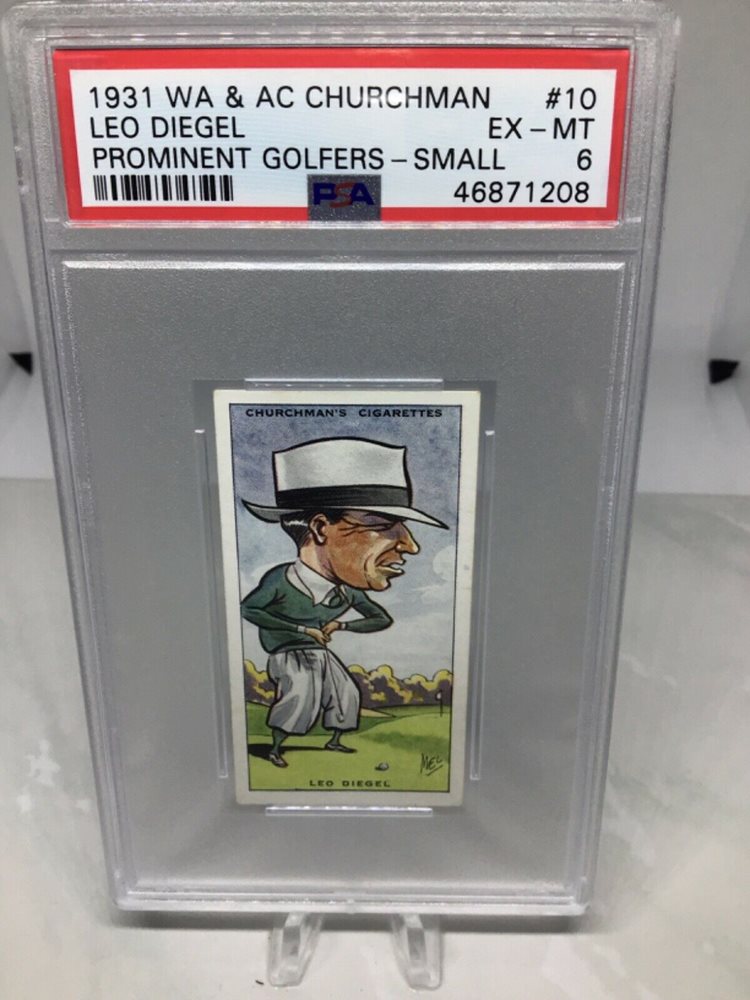 1931 WA & AC CHURCHMAN #10
LEO DIEGEL EX - MT
PROMINENT GOLFERS - SMALL 6
PSA 46871208
CHURCHMAN'S CIGARETTES
MEL
LEO DIEGEL